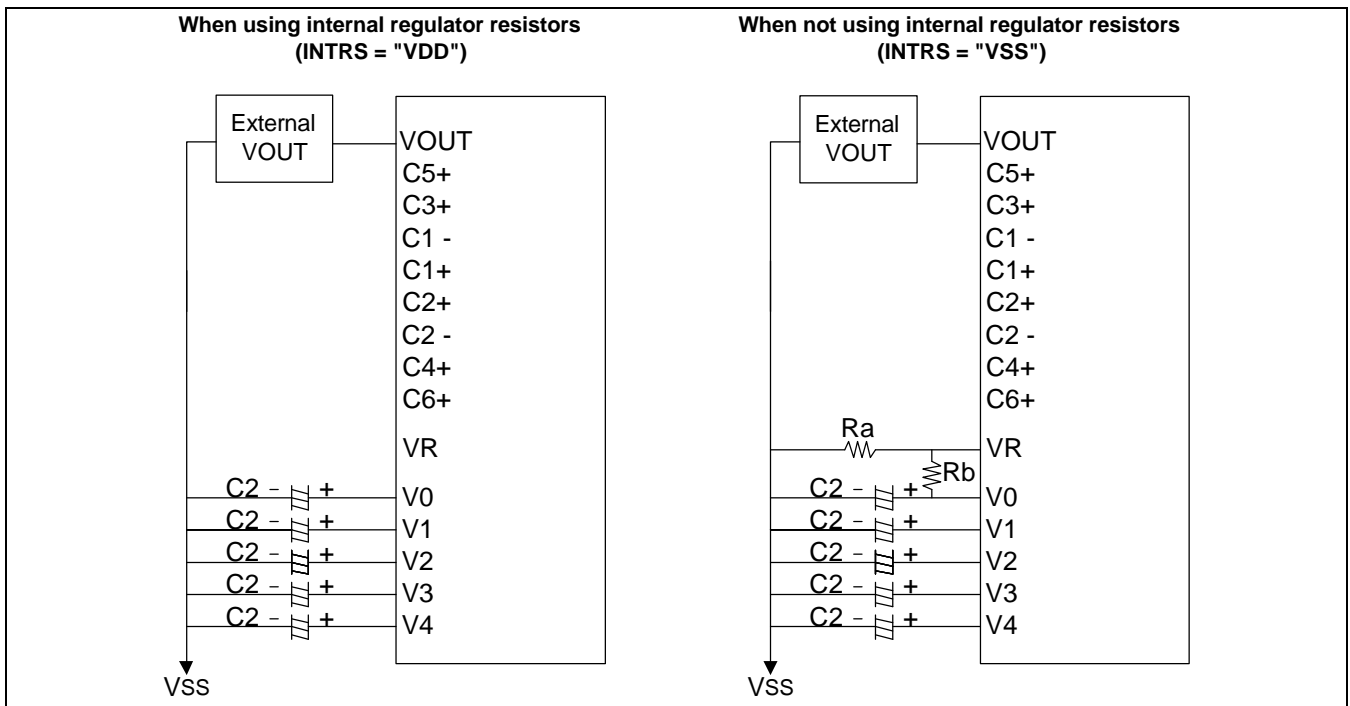 When using internal regulator resistors
(INTRS = "VDD")
External
VOUT
VOUT
C5+
C3+
C1 -
C1+
C2+
C2 -
C4+
C6+
VR
C2 - + V0
C2 - + V1
C2 - + V2
C2 - + V3
C2 - + V4
VSS
When not using internal regulator resistors
(INTRS = "VSS")
External
VOUT
VOUT
C5+
C3+
C1 -
C1+
C2+
C2 -
C4+
C6+
Ra
VR
Rb
C2 - + V0
C2 - + V1
C2 - + V2
C2 - + V3
C2 - + V4
VSS